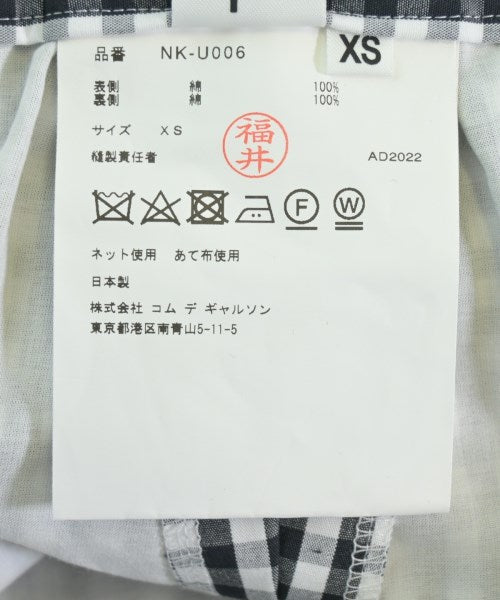 XS
品番 NK-U006
表側 綿 100%
裏側 綿 100%
サイズ XS
福井
縫製責任者 AD2022
F W
ネット使用 あて布使用
日本製
株式会社 コム デ ギャルソン
東京都港区南青山5-11-5